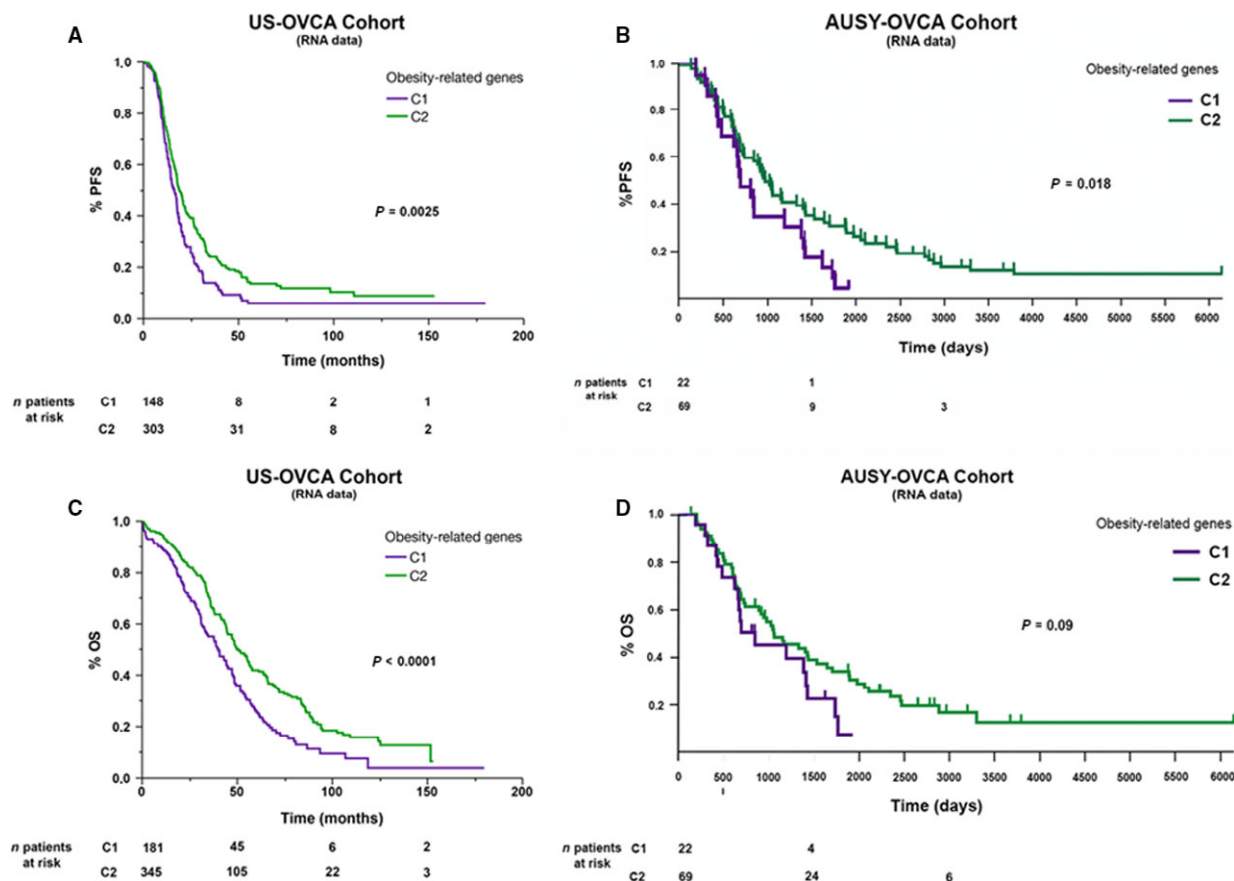 A
US-OVCA Cohort
(RNA data)
Obesity-related genes
C1
C2
P = 0.0025
% PFS
1.0
0.8
0.6
0.4
0.2
0.0
0 50 100 150 200
Time (months)
n patients at risk
C1 148 8 2 1
C2 303 31 8 2
B
AUSY-OVCA Cohort
(RNA data)
Obesity-related genes
C1
C2
P = 0.018
%PFS
1.0
0.8
0.6
0.4
0.2
0 500 1000 1500 2000 2500 3000 3500 4000 4500 5000 5500 6000
Time (days)
n patients at risk
C1 22 1
C2 69 9 3
C
US-OVCA Cohort
(RNA data)
Obesity-related genes
C1
C2
P < 0.0001
% OS
1,0
0,8
0,6
0,4
0,2
0,0
0 50 100 150 200
Time (months)
n patients at risk
C1 181 45 6 2
C2 345 105 22 3
D
AUSY-OVCA Cohort
(RNA data)
Obesity-related genes
C1
C2
P = 0.09
% OS
1.0
0.8
0.6
0.4
0.2
0 500 1000 1500 2000 2500 3000 3500 4000 4500 5000 5500 6000
Time (days)
n patients at risk
C1 22 4
C2 69 24 6